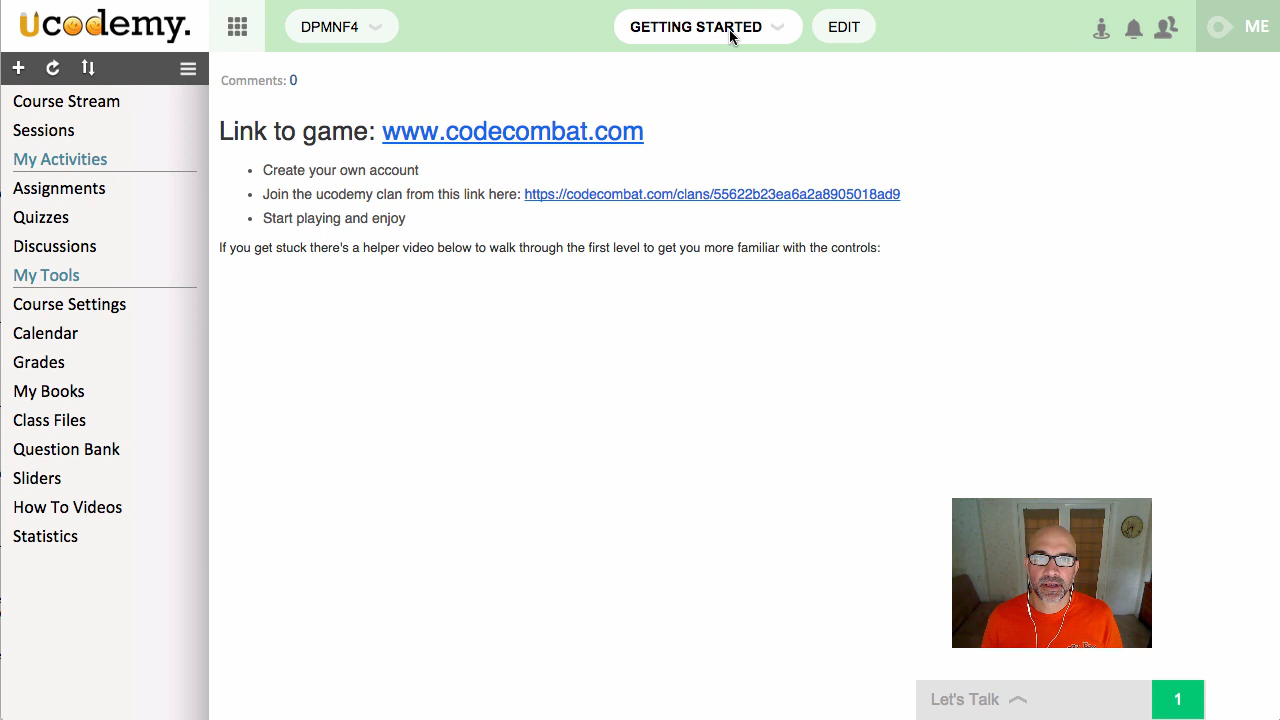 Ucodemy.
DPMNF4
GETTING STARTED
EDIT
ME
Course Stream
Sessions
My Activities
Assignments
Quizzes
Discussions
My Tools
Course Settings
Calendar
Grades
My Books
Class Files
Question Bank
Sliders
How To Videos
Statistics
Comments: 0
Link to game: www.codecombat.com
• Create your own account
• Join the ucodemy clan from this link here: https://codecombat.com/clans/55622b23ea6a2a8905018ad9
• Start playing and enjoy
If you get stuck there's a helper video below to walk through the first level to get you more familiar with the controls:
Let's Talk
1